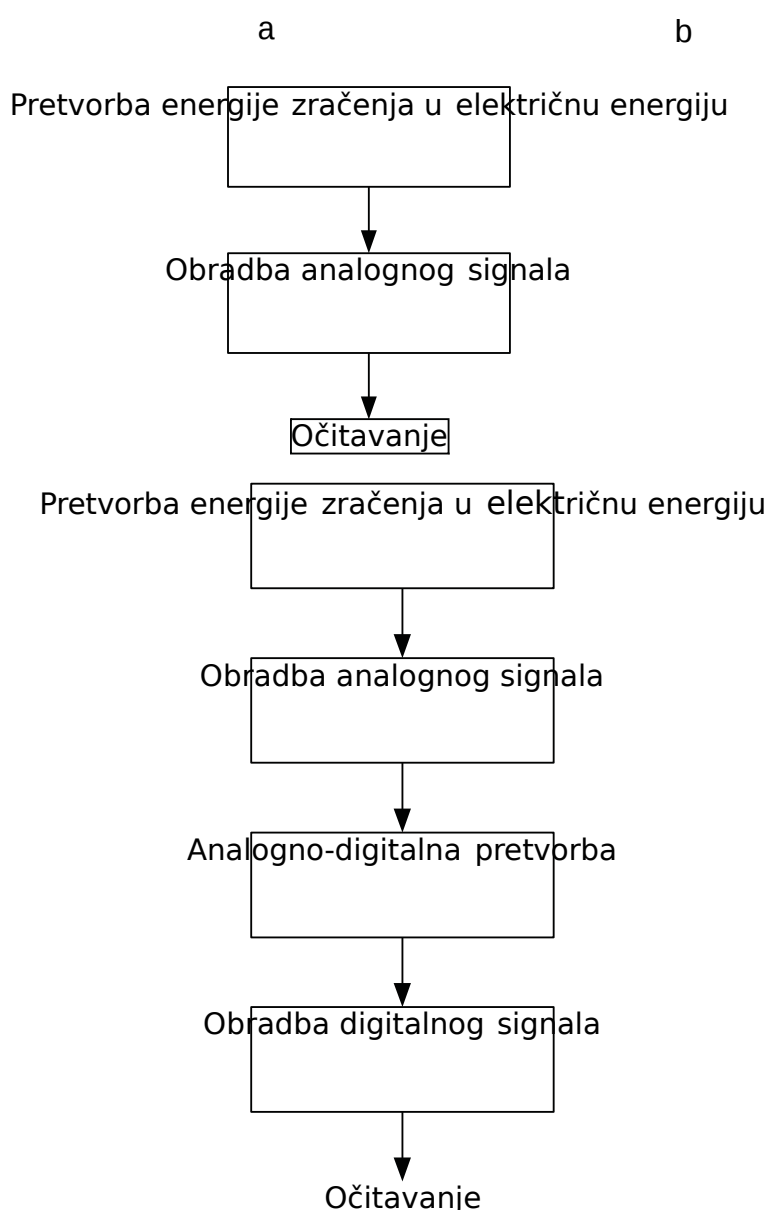 a
b
Pretvorba energije zračenja u električnu energiju
Obradba analognog signala
Očitavanje
Pretvorba energije zračenja u električnu energiju
Obradba analognog signala
Analogno-digitalna pretvorba
Obradba digitalnog signala
Očitavanje